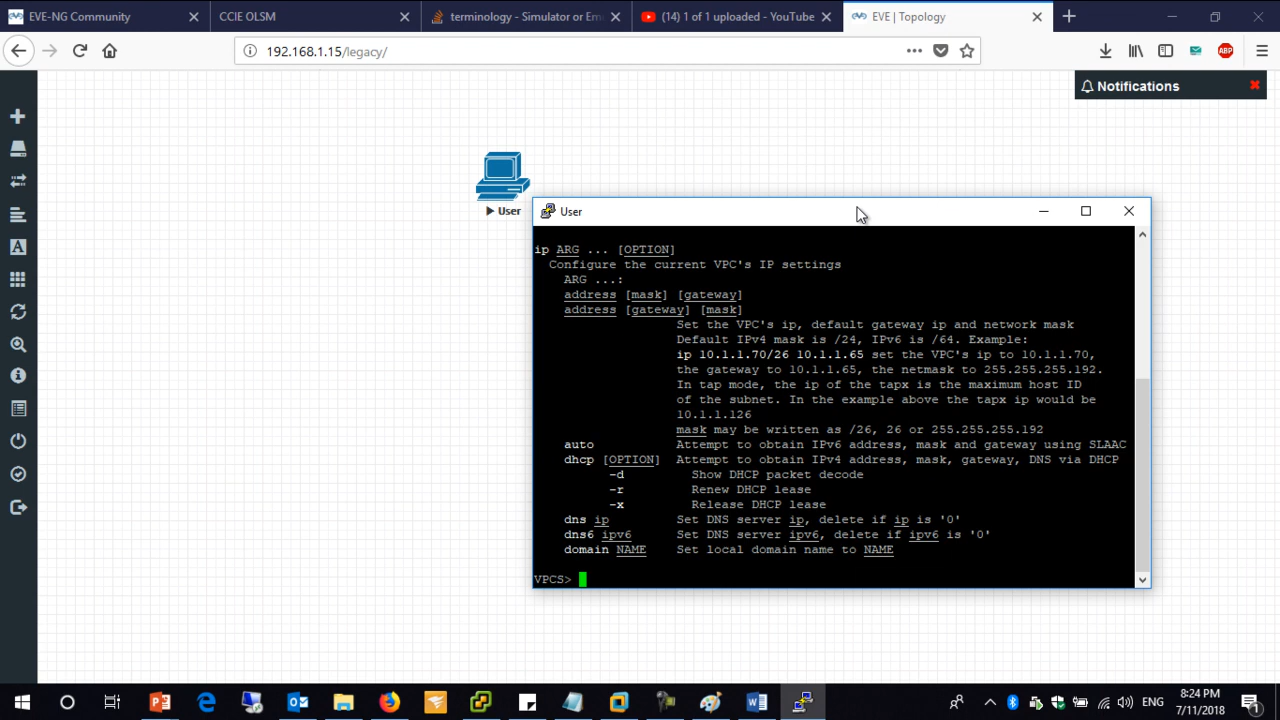 EVE-NG Community
CCIE OLSM
terminology - Simulator or Em
(14) 1 of 1 uploaded - YouTube
EVE | Topology
192.168.1.15/legacy/
ABP
Notifications
User
User
ip ARG ... [OPTION]
Configure the current VPC's IP settings
ARG ...:
address [mask] [gateway]
address [gateway] [mask]
Set the VPC's ip, default gateway ip and network mask
Default IPv4 mask is /24, IPv6 is /64. Example:
ip 10.1.1.70/26 10.1.1.65 set the VPC's ip to 10.1.1.70,
the gateway to 10.1.1.65, the netmask to 255.255.255.192.
In tap mode, the ip of the tapx is the maximum host ID
of the subnet. In the example above the tapx ip would be
10.1.1.126
mask may be written as /26, 26 or 255.255.255.192
auto Attempt to obtain IPv6 address, mask and gateway using SLAAC
dhcp [OPTION] Attempt to obtain IPv4 address, mask, gateway, DNS via DHCP
-d Show DHCP packet decode
-r Renew DHCP lease
-x Release DHCP lease
dns ip Set DNS server ip, delete if ip is '0'
dns6 ipv6 Set DNS server ipv6, delete if ipv6 is '0'
domain NAME Set local domain name to NAME
VPCS>
ENG
8:24 PM
7/11/2018
1